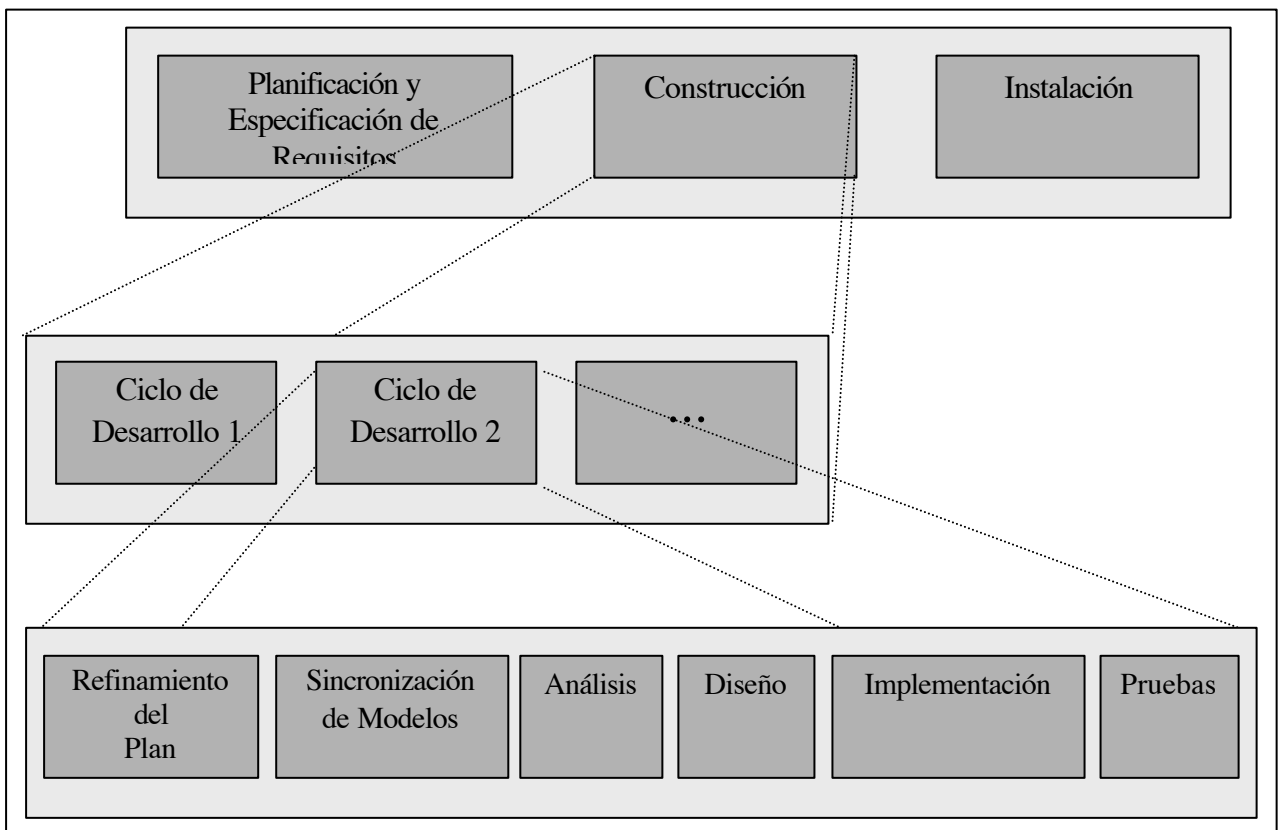 Planificación y
Especificación de
Requisitos
Construcción
Instalación
Ciclo de
Desarrollo 1
Ciclo de
Desarrollo 2
...
Refinamiento
del
Plan
Sincronización
de Modelos
Análisis
Diseño
Implementación
Pruebas